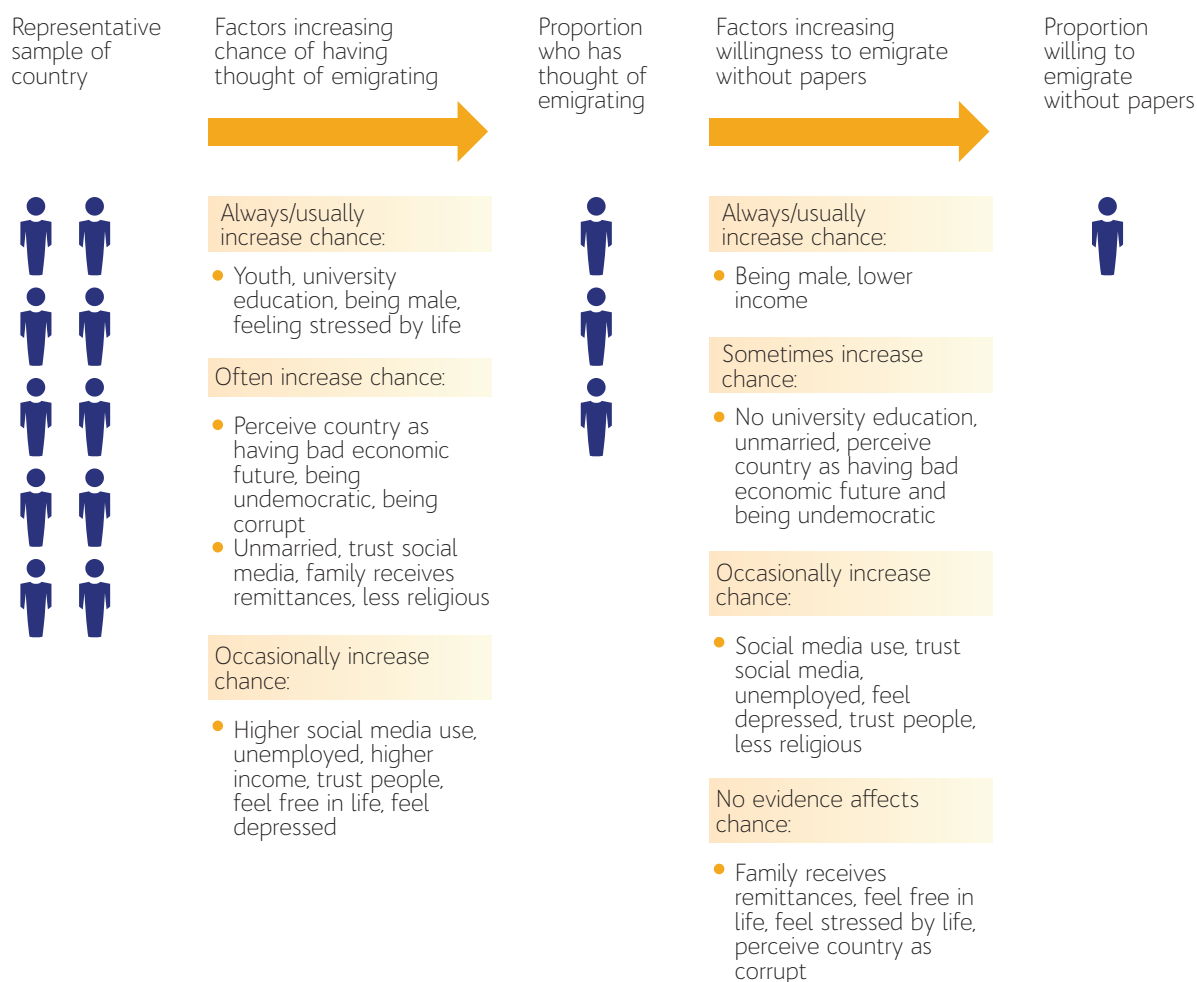 Representative
sample of
country
Factors increasing
chance of having
thought of emigrating
Proportion
who has
thought of
emigrating
Factors increasing
willingness to emigrate
without papers
Proportion
willing to
emigrate
without papers
Always/usually
increase chance:
• Youth, university
education, being male,
feeling stressed by life
Often increase chance:
• Perceive country as
having bad economic
future, being
undemocratic, being
corrupt
• Unmarried, trust social
media, family receives
remittances, less religious
Occasionally increase
chance:
• Higher social media use,
unemployed, higher
income, trust people,
feel free in life, feel
depressed
Always/usually
increase chance:
• Being male, lower
income
Sometimes increase
chance:
• No university education,
unmarried, perceive
country as having bad
economic future and
being undemocratic
Occasionally increase
chance:
• Social media use, trust
social media,
unemployed, feel
depressed, trust people,
less religious
No evidence affects
chance:
• Family receives
remittances, feel free in
life, feel stressed by life,
perceive country as
corrupt